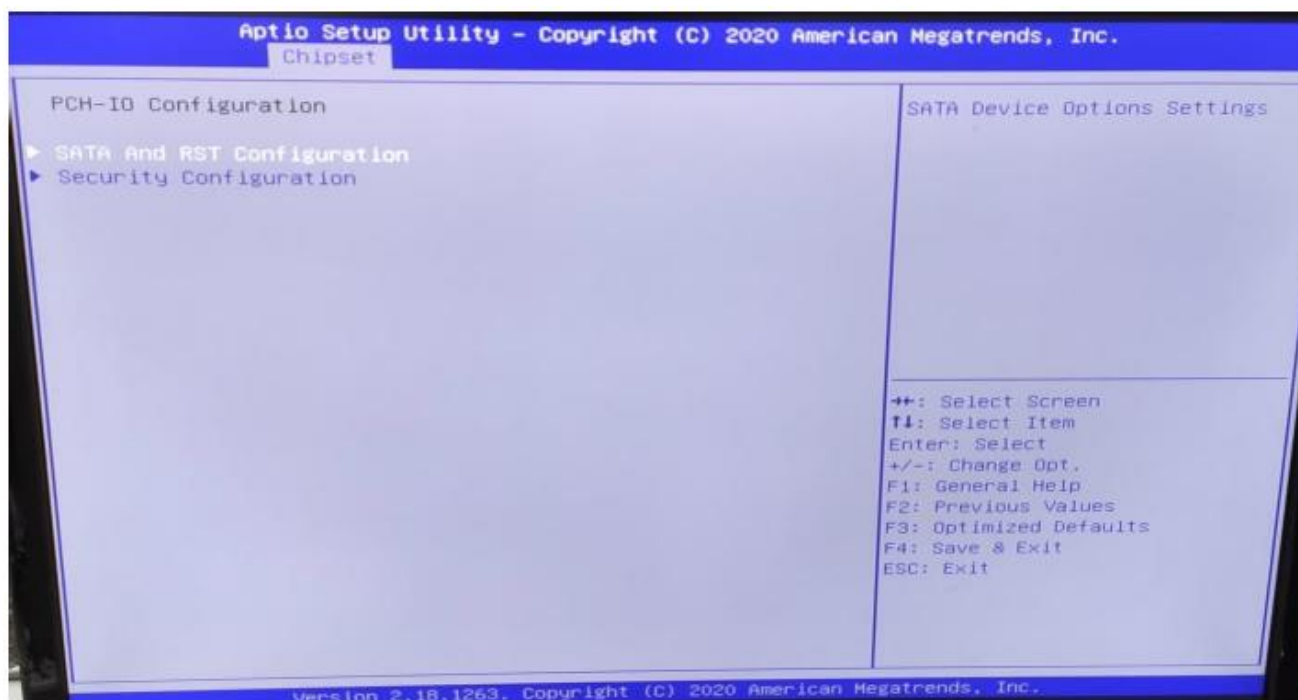 Aptio Setup Utility – Copyright (C) 2020 American Megatrends, Inc.
Chipset
PCH-IO Configuration
▶ SATA And RST Configuration
▶ Security Configuration
SATA Device Options Settings
→←: Select Screen
↑↓: Select Item
Enter: Select
+/-: Change Opt.
F1: General Help
F2: Previous Values
F3: Optimized Defaults
F4: Save & Exit
ESC: Exit
Version 2.18.1263. Copyright (C) 2020 American Megatrends, Inc.